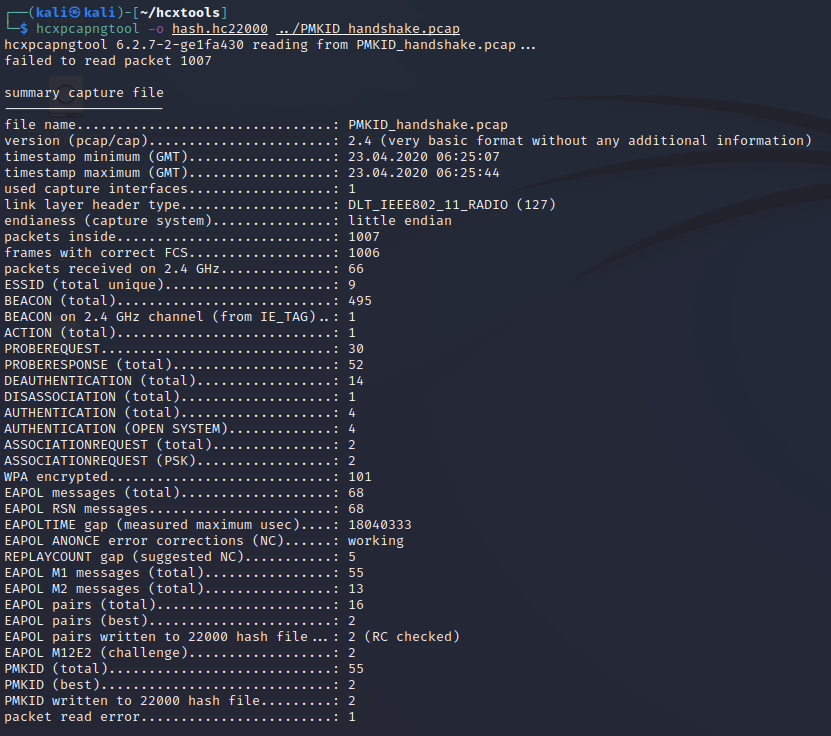 ┌──(kali㉿kali)-[~/hcxtools]
└─$ hcxpcapngtool -o hash.hc22000 ../PMKID_handshake.pcap
hcxpcapngtool 6.2.7-2-ge1fa430 reading from PMKID_handshake.pcap...
failed to read packet 1007
summary capture file
--------------------
file name................................: PMKID_handshake.pcap
version (pcap/cap).......................: 2.4 (very basic format without any additional information)
timestamp minimum (GMT)..................: 23.04.2020 06:25:07
timestamp maximum (GMT)..................: 23.04.2020 06:25:44
used capture interfaces..................: 1
link layer header type...................: DLT_IEEE802_11_RADIO (127)
endianess (capture system)...............: little endian
packets inside...........................: 1007
frames with correct FCS..................: 1006
packets received on 2.4 GHz..............: 66
ESSID (total unique).....................: 9
BEACON (total)...........................: 495
BEACON on 2.4 GHz channel (from IE_TAG)..: 1
ACTION (total)...........................: 1
PROBEREQUEST.............................: 30
PROBERESPONSE (total)....................: 52
DEAUTHENTICATION (total).................: 14
DISASSOCIATION (total)...................: 1
AUTHENTICATION (total)...................: 4
AUTHENTICATION (OPEN SYSTEM).............: 4
ASSOCIATIONREQUEST (total)...............: 2
ASSOCIATIONREQUEST (PSK).................: 2
WPA encrypted............................: 101
EAPOL messages (total)...................: 68
EAPOL RSN messages.......................: 68
EAPOLTIME gap (measured maximum usec)....: 18040333
EAPOL ANONCE error corrections (NC)......: working
REPLAYCOUNT gap (suggested NC)...........: 5
EAPOL M1 messages (total)................: 55
EAPOL M2 messages (total)................: 13
EAPOL pairs (total)......................: 16
EAPOL pairs (best).......................: 2
EAPOL pairs written to 22000 hash file...: 2 (RC checked)
EAPOL M12E2 (challenge)..................: 2
PMKID (total)............................: 55
PMKID (best).............................: 2
PMKID written to 22000 hash file.........: 2
packet read error........................: 1